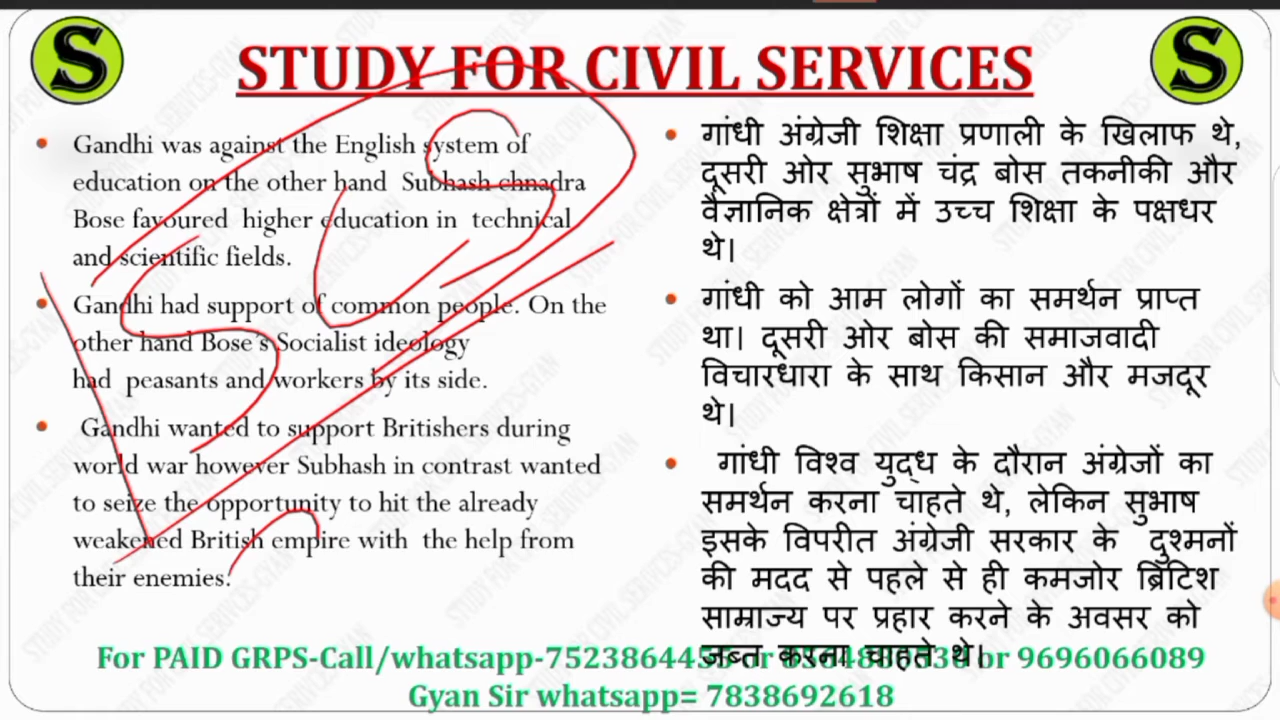 S
STUDY FOR CIVIL SERVICES
S
Gandhi was against the English system of
education on the other hand Subhash chnadra
Bose favoured higher education in technical
and scientific fields.
Gandhi had support of common people. On the
other hand Bose's Socialist ideology
had peasants and workers by its side.
Gandhi wanted to support Britishers during
world war however Subhash in contrast wanted
to seize the opportunity to hit the already
weakened British empire with the help from
their enemies.
गांधी अंग्रेजी शिक्षा प्रणाली के खिलाफ थे,
दूसरी ओर सुभाष चंद्र बोस तकनीकी और
वैज्ञानिक क्षेत्रों में उच्च शिक्षा के पक्षधर
थे।
गांधी को आम लोगों का समर्थन प्राप्त
था। दूसरी ओर बोस की समाजवादी
विचारधारा के साथ किसान और मजदूर
थे।
गांधी विश्व युद्ध के दौरान अंग्रेजों का
समर्थन करना चाहते थे, लेकिन सुभाष
इसके विपरीत अंग्रेजी सरकार के दुश्मनों
की मदद से पहले से ही कमजोर ब्रिटिश
साम्राज्य पर प्रहार करने के अवसर को
जब्त करना चाहते थे।
For PAID GRPS-Call/whatsapp- or or 9696066089
Gyan Sir whatsapp= 7838692618